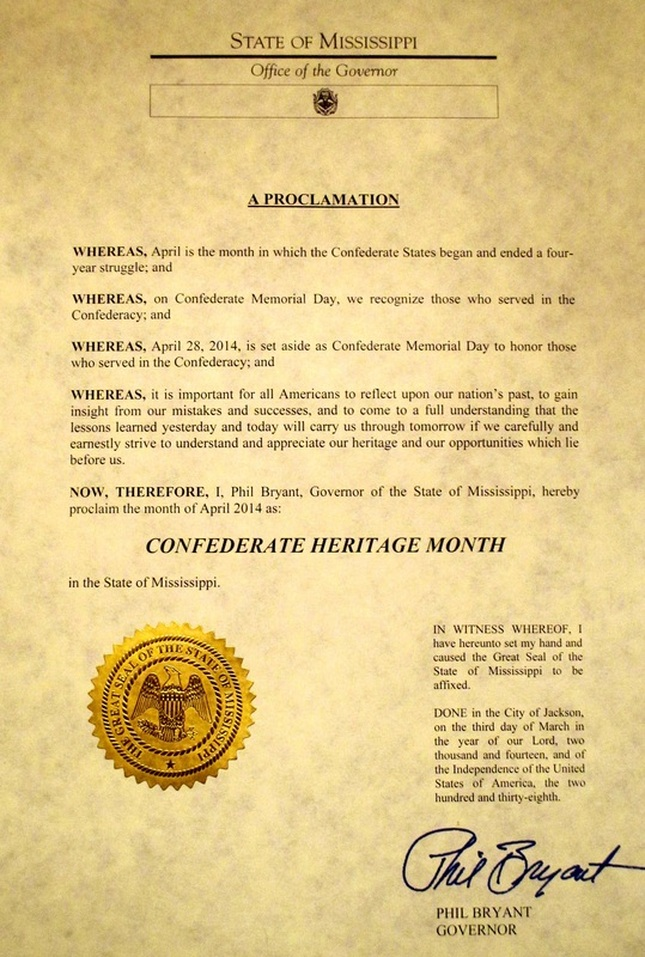 STATE OF MISSISSIPPI
Office of the Governor
A PROCLAMATION
WHEREAS, April is the month in which the Confederate States began and ended a four-
year struggle; and
WHEREAS, on Confederate Memorial Day, we recognize those who served in the
Confederacy; and
WHEREAS, April 28, 2014, is set aside as Confederate Memorial Day to honor those
who served in the Confederacy; and
WHEREAS, it is important for all Americans to reflect upon our nation's past, to gain
insight from our mistakes and successes, and to come to a full understanding that the
lessons learned yesterday and today will carry us through tomorrow if we carefully and
earnestly strive to understand and appreciate our heritage and our opportunities which lie
before us.
NOW, THEREFORE, I, Phil Bryant, Governor of the State of Mississippi, hereby
proclaim the month of April 2014 as:
CONFEDERATE HERITAGE MONTH
in the State of Mississippi.
THE GREAT SEAL OF THE STATE OF MISSISSIPPI
IN WITNESS WHEREOF, I
have hereunto set my hand and
caused the Great Seal of the
State of Mississippi to be
affixed.
DONE in the City of Jackson,
on the third day of March in
the year of our Lord, two
thousand and fourteen, and of
the Independence of the United
States of America, the two
hundred and thirty-eighth.
Phil Bryant
PHIL BRYANT
GOVERNOR